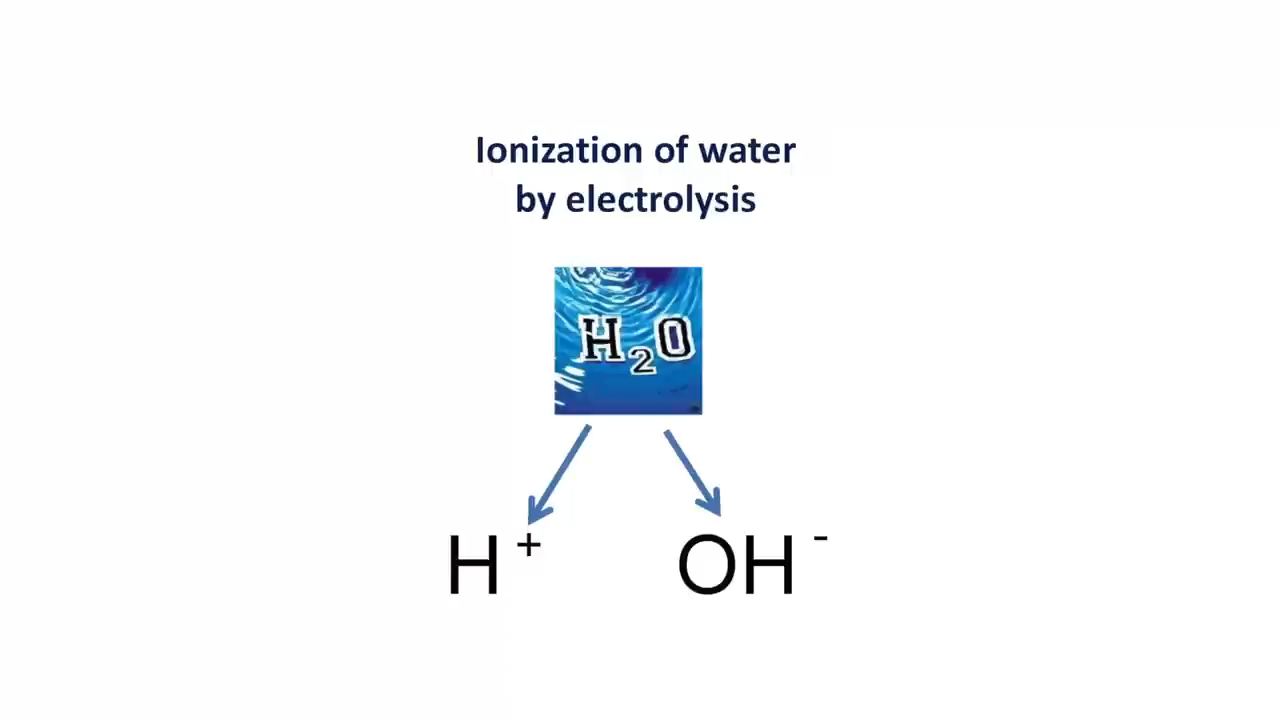 Ionization of water
by electrolysis
H₂O
H⁺ OH⁻